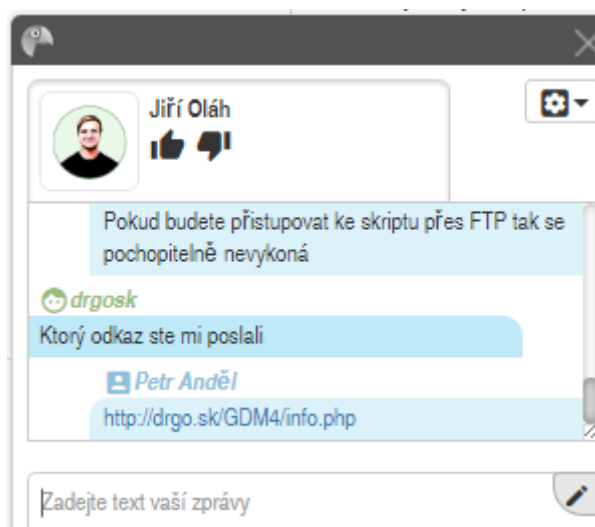 Jiří Oláh
Pokud budete přistupovat ke skriptu přes FTP tak se
pochopitelně nevykoná
drgosk
Ktorý odkaz ste mi poslali
Petr Anděl
http://drgo.sk/GDM4/info.php
Zadejte text vaší zprávy